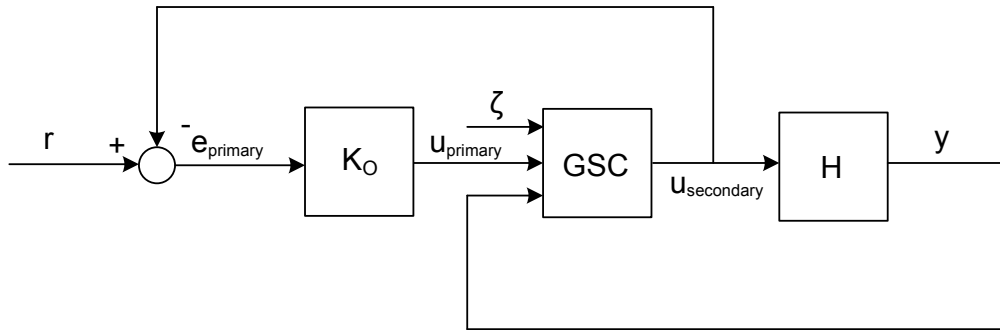 r
+
-
e_primary
K_O
u_primary
ζ
GSC
u_secondary
H
y